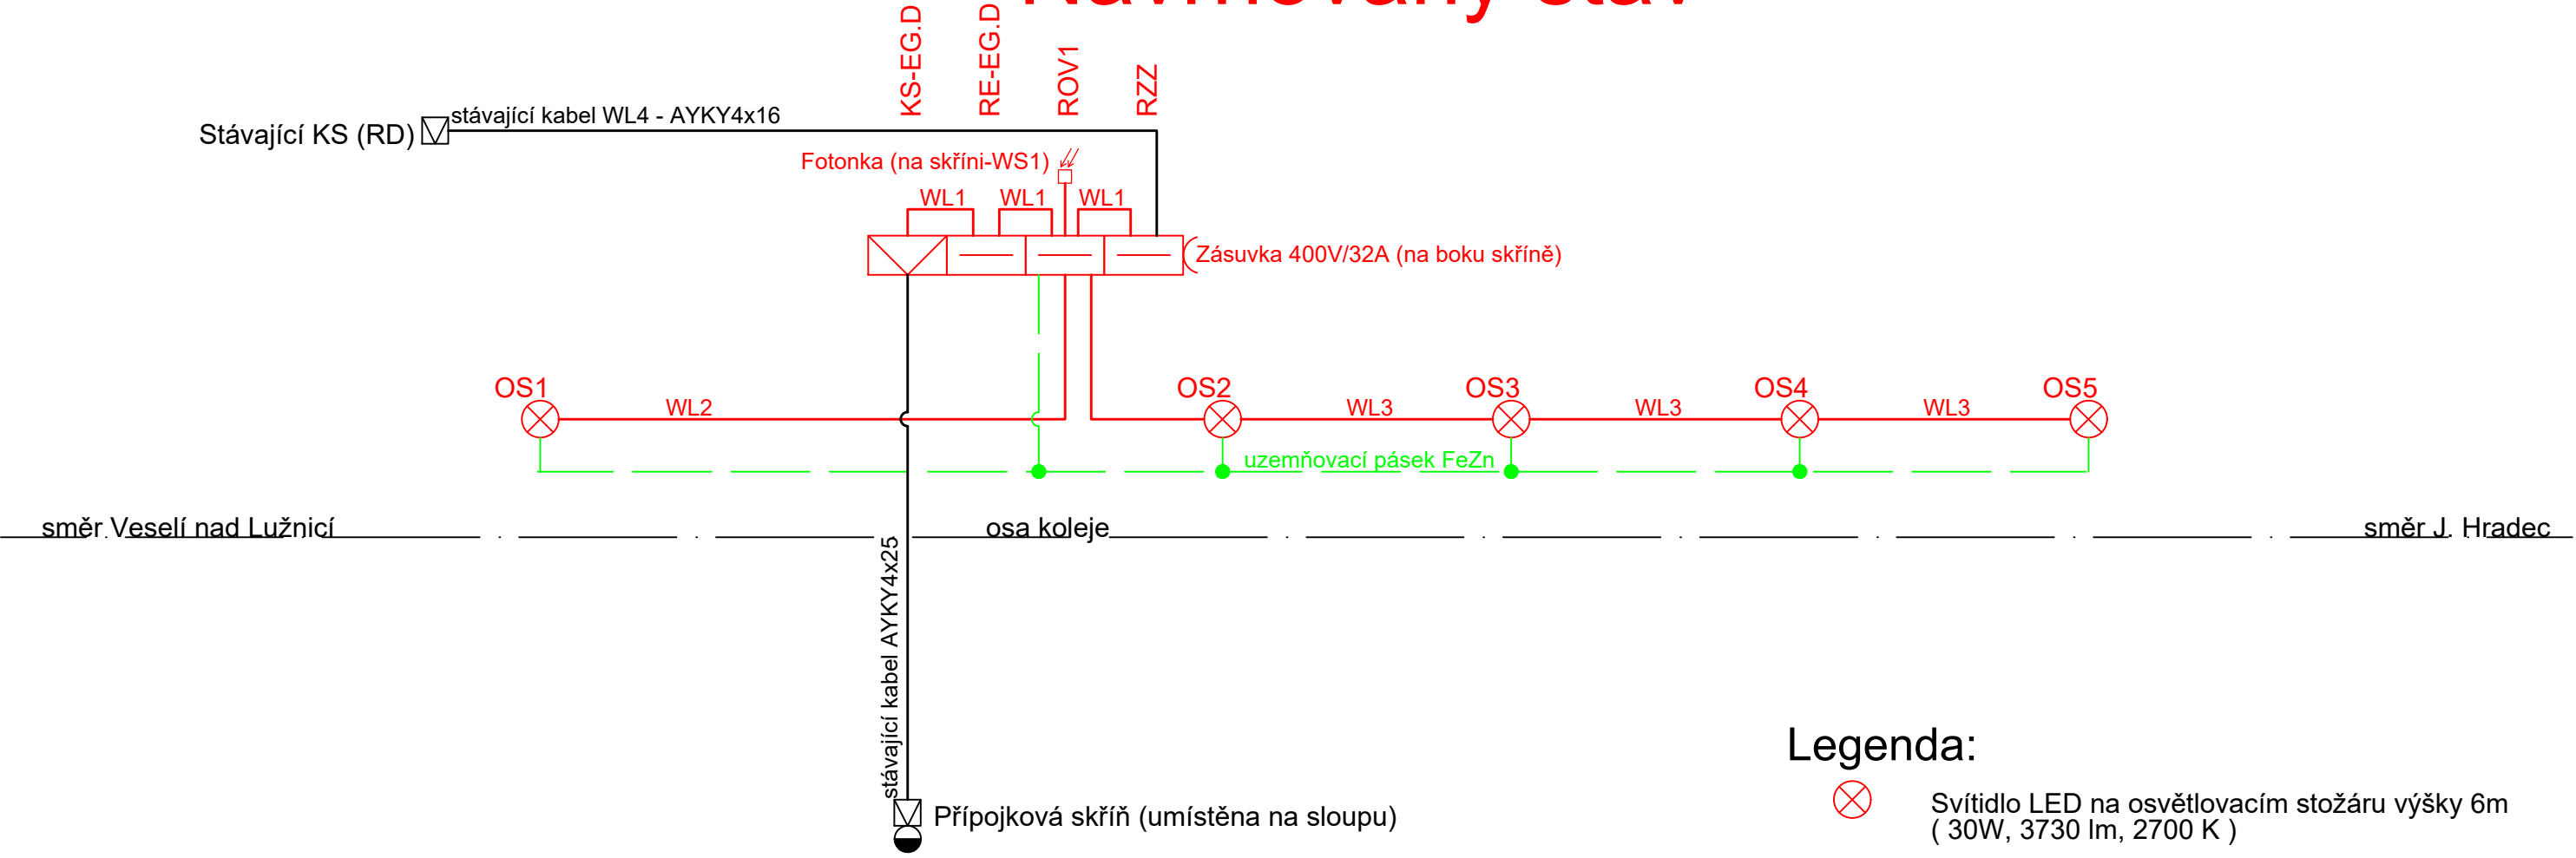 Navrhovaný stav
KS-EG.D
RE-EG.D
ROV1
RZZ
stávající kabel WL4 - AYKY4x16
Stávající KS (RD)
Fotonka (na skříni-WS1)
WL1
WL1
WL1
Zásuvka 400V/32A (na boku skříně)
OS1
OS2
OS3
OS4
OS5
WL2
WL3
WL3
WL3
uzemňovací pásek FeZn
směr Veselí nad Lužnicí
osa koleje
směr J. Hradec
stávající kabel AYKY4x25
Legenda:
Přípojková skříň (umístěna na sloupu)
Svítidlo LED na osvětlovacím stožáru výšky 6m
( 30W, 3730 lm, 2700 K )